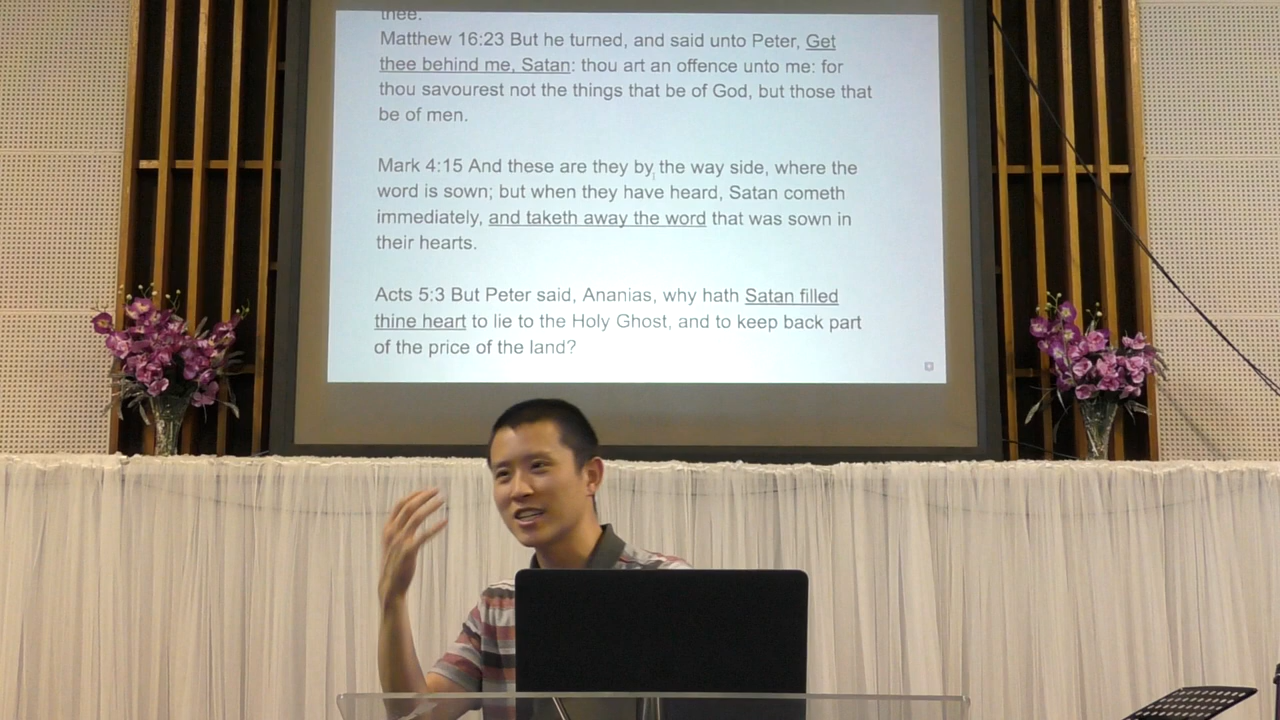 thee.
Matthew 16:23 But he turned, and said unto Peter, Get
thee behind me, Satan: thou art an offence unto me: for
thou savourest not the things that be of God, but those that
be of men.
Mark 4:15 And these are they by the way side, where the
word is sown; but when they have heard, Satan cometh
immediately, and taketh away the word that was sown in
their hearts.
Acts 5:3 But Peter said, Ananias, why hath Satan filled
thine heart to lie to the Holy Ghost, and to keep back part
of the price of the land?